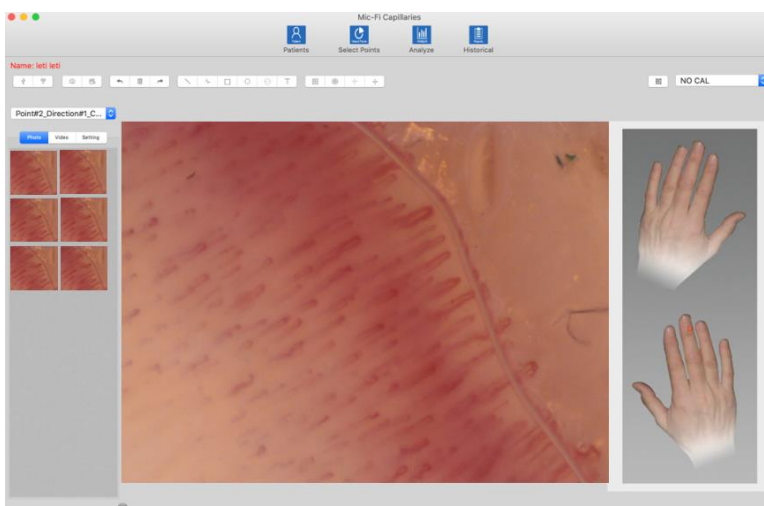 Mic-Fi Capillaries
Patients Select Points Analyze Historical
Name: leti leti
T
NO CAL
Point#2_Direction#1_C...
Photo Video Setting